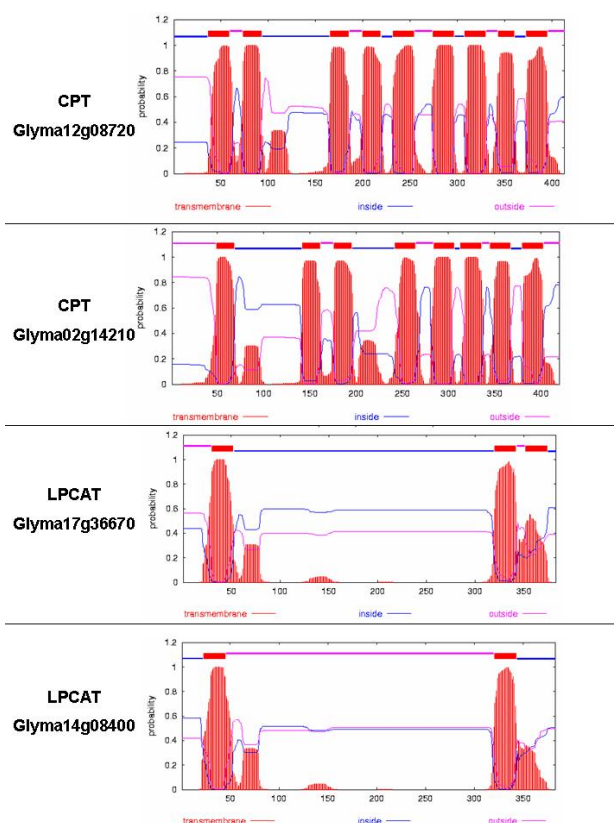 CPT
Glyma12g08720
probability
1.2
1
0.8
0.6
0.4
0.2
0
50 100 150 200 250 300 350 400
transmembrane inside outside
CPT
Glyma02g14210
probability
1.2
1
0.8
0.6
0.4
0.2
0
50 100 150 200 250 300 350 400
transmembrane inside outside
LPCAT
Glyma17g36670
probability
1.2
1
0.8
0.6
0.4
0.2
0
50 100 150 200 250 300 350
transmembrane inside outside
LPCAT
Glyma14g08400
probability
1.2
1
0.8
0.6
0.4
0.2
0
50 100 150 200 250 300 350
transmembrane inside outside